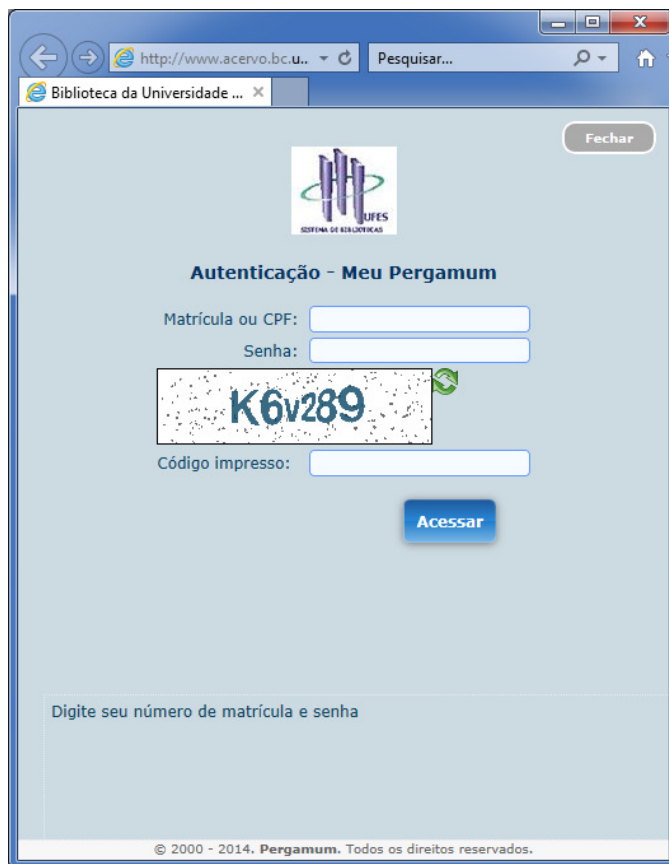 http://www.acervo.bc.u..
Pesquisar...
Biblioteca da Universidade ...
Fechar
UFES
SISTEMA DE BIBLIOTECAS
Autenticação - Meu Pergamum
Matrícula ou CPF:
Senha:
K6v289
Código impresso:
Acessar
Digite seu número de matrícula e senha
© 2000 - 2014. Pergamum. Todos os direitos reservados.